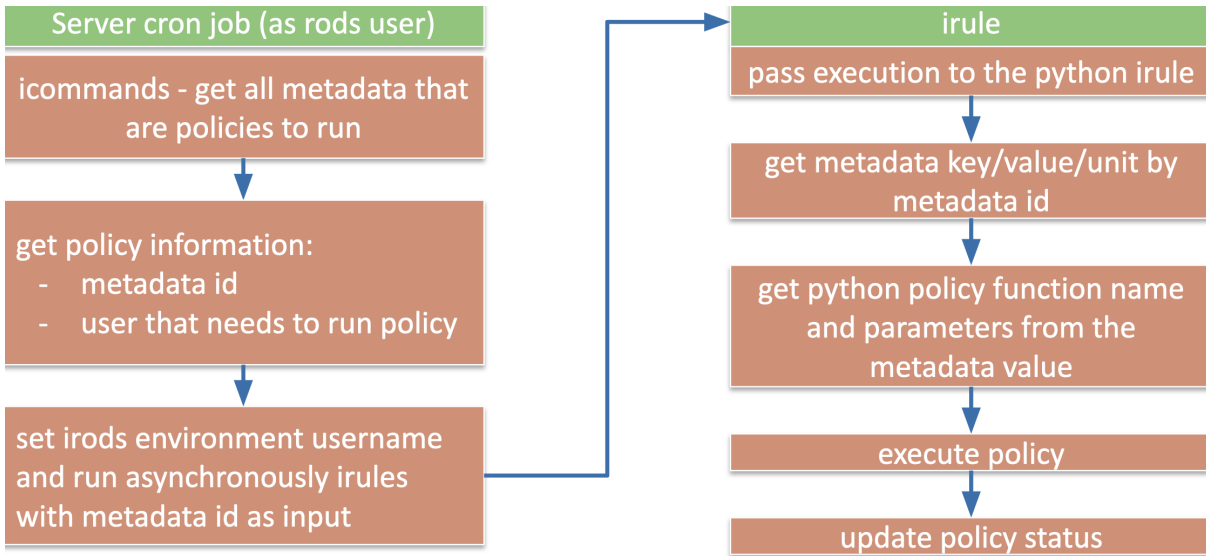 Server cron job (as rods user)
icommands - get all metadata that
are policies to run
get policy information:
- metadata id
- user that needs to run policy
set irods environment username
and run asynchronously irules
with metadata id as input
irule
pass execution to the python irule
get metadata key/value/unit by
metadata id
get python policy function name
and parameters from the
metadata value
execute policy
update policy status